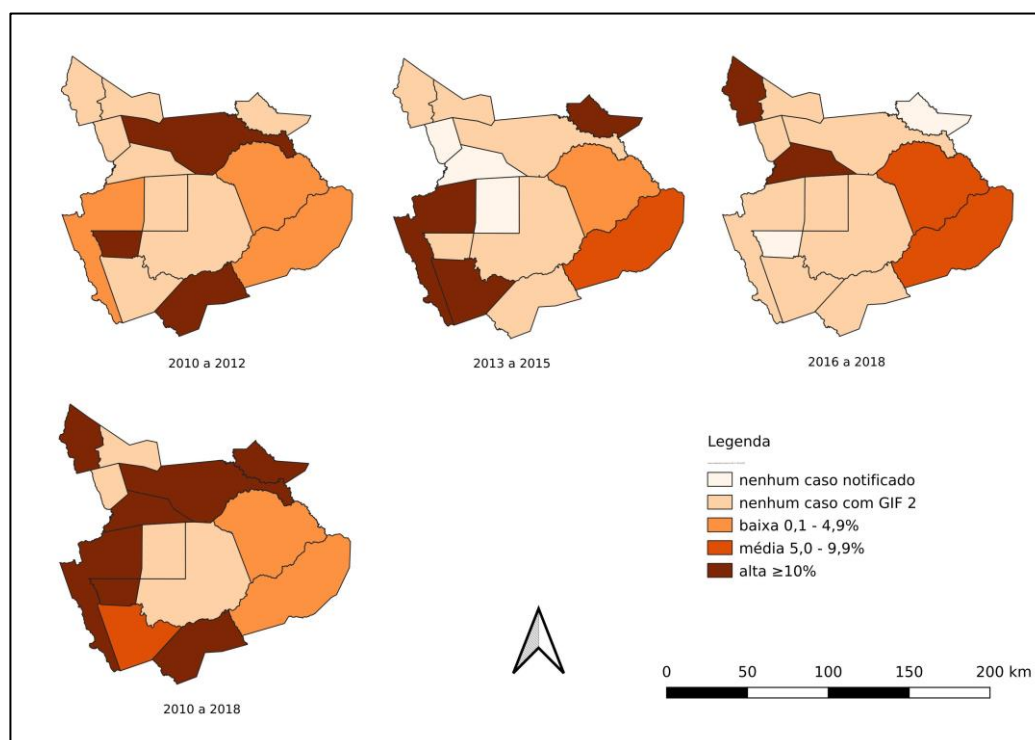 2010 a 2012
2013 a 2015
2016 a 2018
2010 a 2018
Legenda
nenhum caso notificado
nenhum caso com GIF 2
baixa 0,1 - 4,9%
média 5,0 - 9,9%
alta ≥10%
0 50 100 150 200 km